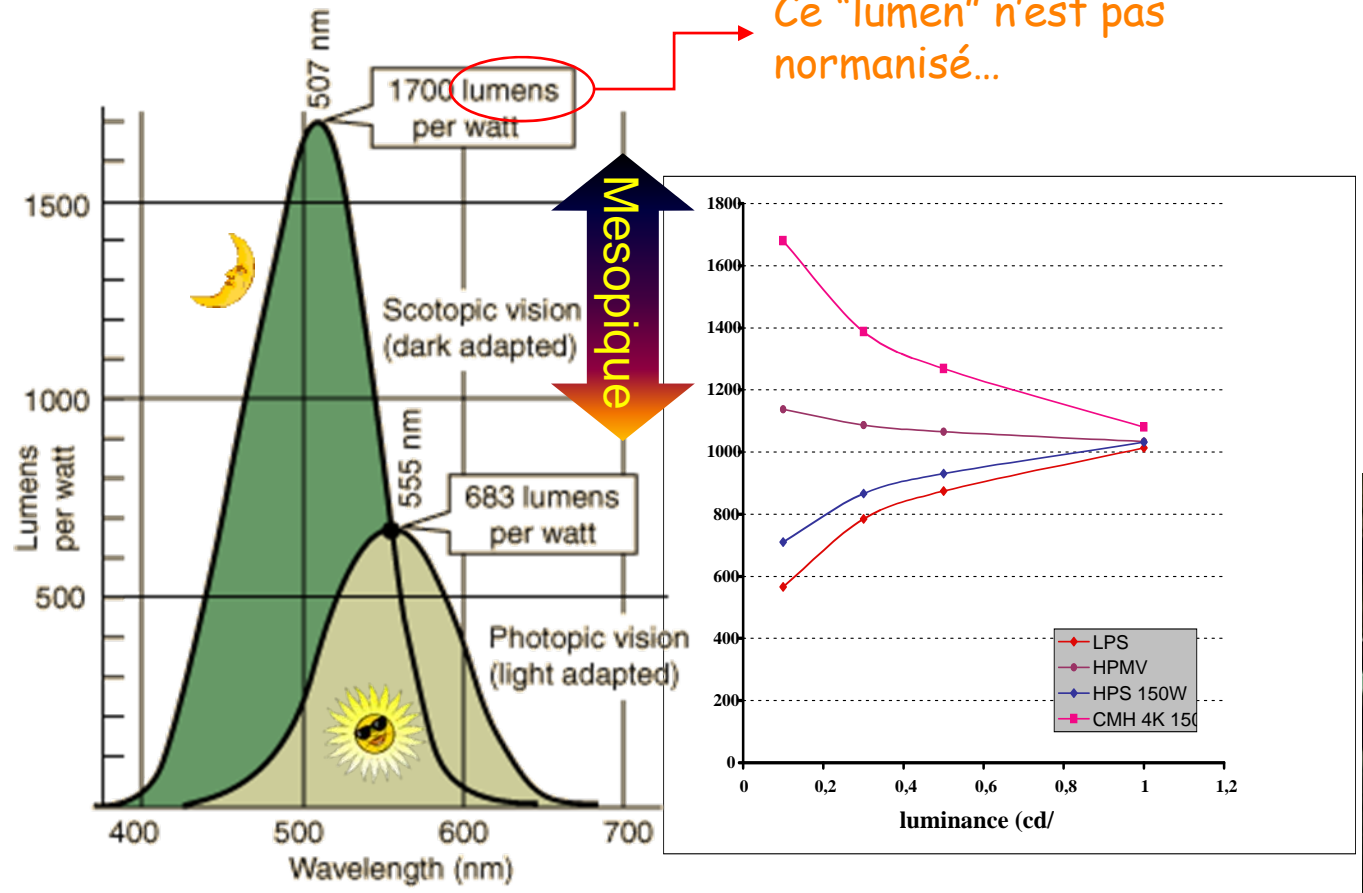 Ce "lumen" n'est pas
normanisé...
507 nm
1700 lumens
per watt
1500
1000
500
Lumens
per watt
Scotopic vision
(dark adapted)
555 nm
683 lumens
per watt
Photopic vision
(light adapted)
400
500
600
700
Wavelength (nm)
Mesopique
1800
1600
1400
1200
1000
800
600
400
200
0
0
0,2
0,4
0,6
0,8
1
1,2
luminance (cd/
LPS
HPMV
HPS 150W
CMH 4K 150